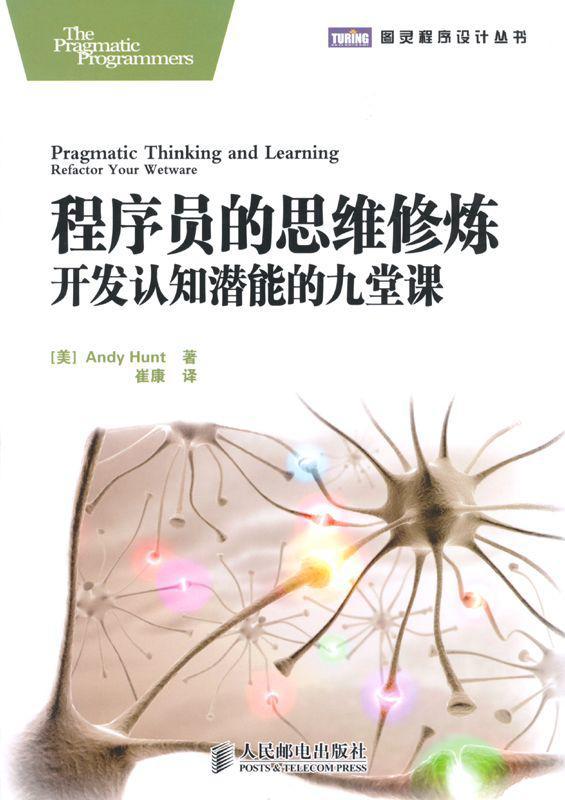 The
Pragmatic
Programmers
TURING 图灵程序设计丛书
Pragmatic Thinking and Learning
Refactor Your Wetware
程序员的思维修炼
开发认知潜能的九堂课
[美] Andy Hunt 著
崔康 译
人民邮电出版社
POSTS & TELECOM PRESS